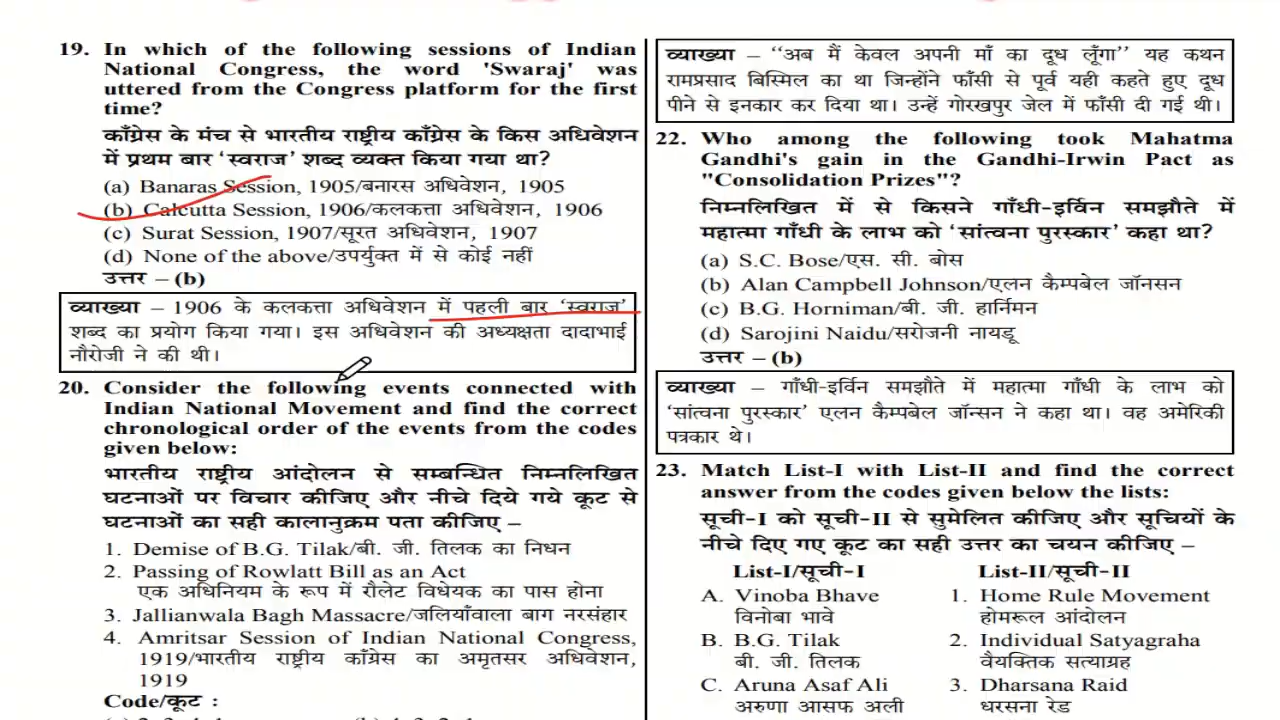 19. In which of the following sessions of Indian
National Congress, the word 'Swaraj' was
uttered from the Congress platform for the first
time?
काँग्रेस के मंच से भारतीय राष्ट्रीय काँग्रेस के किस अधिवेशन
में प्रथम बार ‘स्वराज’ शब्द व्यक्त किया गया था?
(a) Banaras Session, 1905/बनारस अधिवेशन, 1905
(b) Calcutta Session, 1906/कलकत्ता अधिवेशन, 1906
(c) Surat Session, 1907/सूरत अधिवेशन, 1907
(d) None of the above/उपर्युक्त में से कोई नहीं
उत्तर – (b)
व्याख्या – 1906 के कलकत्ता अधिवेशन में पहली बार ‘स्वराज’
शब्द का प्रयोग किया गया। इस अधिवेशन की अध्यक्षता दादाभाई
नौरोजी ने की थी।
20. Consider the following events connected with
Indian National Movement and find the correct
chronological order of the events from the codes
given below:
भारतीय राष्ट्रीय आंदोलन से सम्बन्धित निम्नलिखित
घटनाओं पर विचार कीजिए और नीचे दिये गये कूट से
घटनाओं का सही कालानुक्रम पता कीजिए –
1. Demise of B.G. Tilak/बी. जी. तिलक का निधन
2. Passing of Rowlatt Bill as an Act
एक अधिनियम के रूप में रौलेट विधेयक का पास होना
3. Jallianwala Bagh Massacre/जलियाँवाला बाग नरसंहार
4. Amritsar Session of Indian National Congress,
1919/भारतीय राष्ट्रीय काँग्रेस का अमृतसर अधिवेशन,
1919
Code/कूट :
व्याख्या – ‘‘अब मैं केवल अपनी माँ का दूध लूँगा’’ यह कथन
रामप्रसाद बिस्मिल का था जिन्होंने फाँसी से पूर्व यही कहते हुए दूध
पीने से इनकार कर दिया था। उन्हें गोरखपुर जेल में फाँसी दी गई थी।
22. Who among the following took Mahatma
Gandhi's gain in the Gandhi-Irwin Pact as
"Consolidation Prizes"?
निम्नलिखित में से किसने गाँधी-इर्विन समझौते में
महात्मा गाँधी के लाभ को ‘सांत्वना पुरस्कार’ कहा था?
(a) S.C. Bose/एस. सी. बोस
(b) Alan Campbell Johnson/एलन कैम्पबेल जॉनसन
(c) B.G. Horniman/बी. जी. हार्निमन
(d) Sarojini Naidu/सरोजनी नायडू
उत्तर – (b)
व्याख्या – गाँधी-इर्विन समझौते में महात्मा गाँधी के लाभ को
‘सांत्वना पुरस्कार’ एलन कैम्पबेल जॉन्सन ने कहा था। वह अमेरिकी
पत्रकार थे।
23. Match List-I with List-II and find the correct
answer from the codes given below the lists:
सूची-I को सूची-II से सुमेलित कीजिए और सूचियों के
नीचे दिए गए कूट का सही उत्तर का चयन कीजिए –
List-I/सूची-I List-II/सूची-II
A. Vinoba Bhave 1. Home Rule Movement
विनोबा भावे होमरूल आंदोलन
B. B.G. Tilak 2. Individual Satyagraha
बी. जी. तिलक वैयक्तिक सत्याग्रह
C. Aruna Asaf Ali 3. Dharsana Raid
अरुणा आसफ अली धरसना रेड